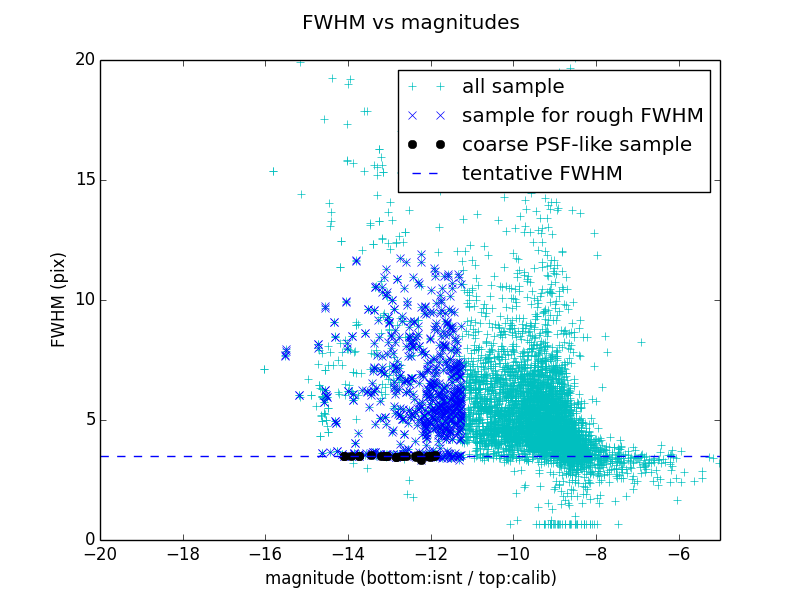 FWHM vs magnitudes
20
15
10
5
0
FWHM (pix)
all sample
sample for rough FWHM
coarse PSF-like sample
tentative FWHM
−20 −18 −16 −14 −12 −10 −8 −6
magnitude (bottom:isnt / top:calib)